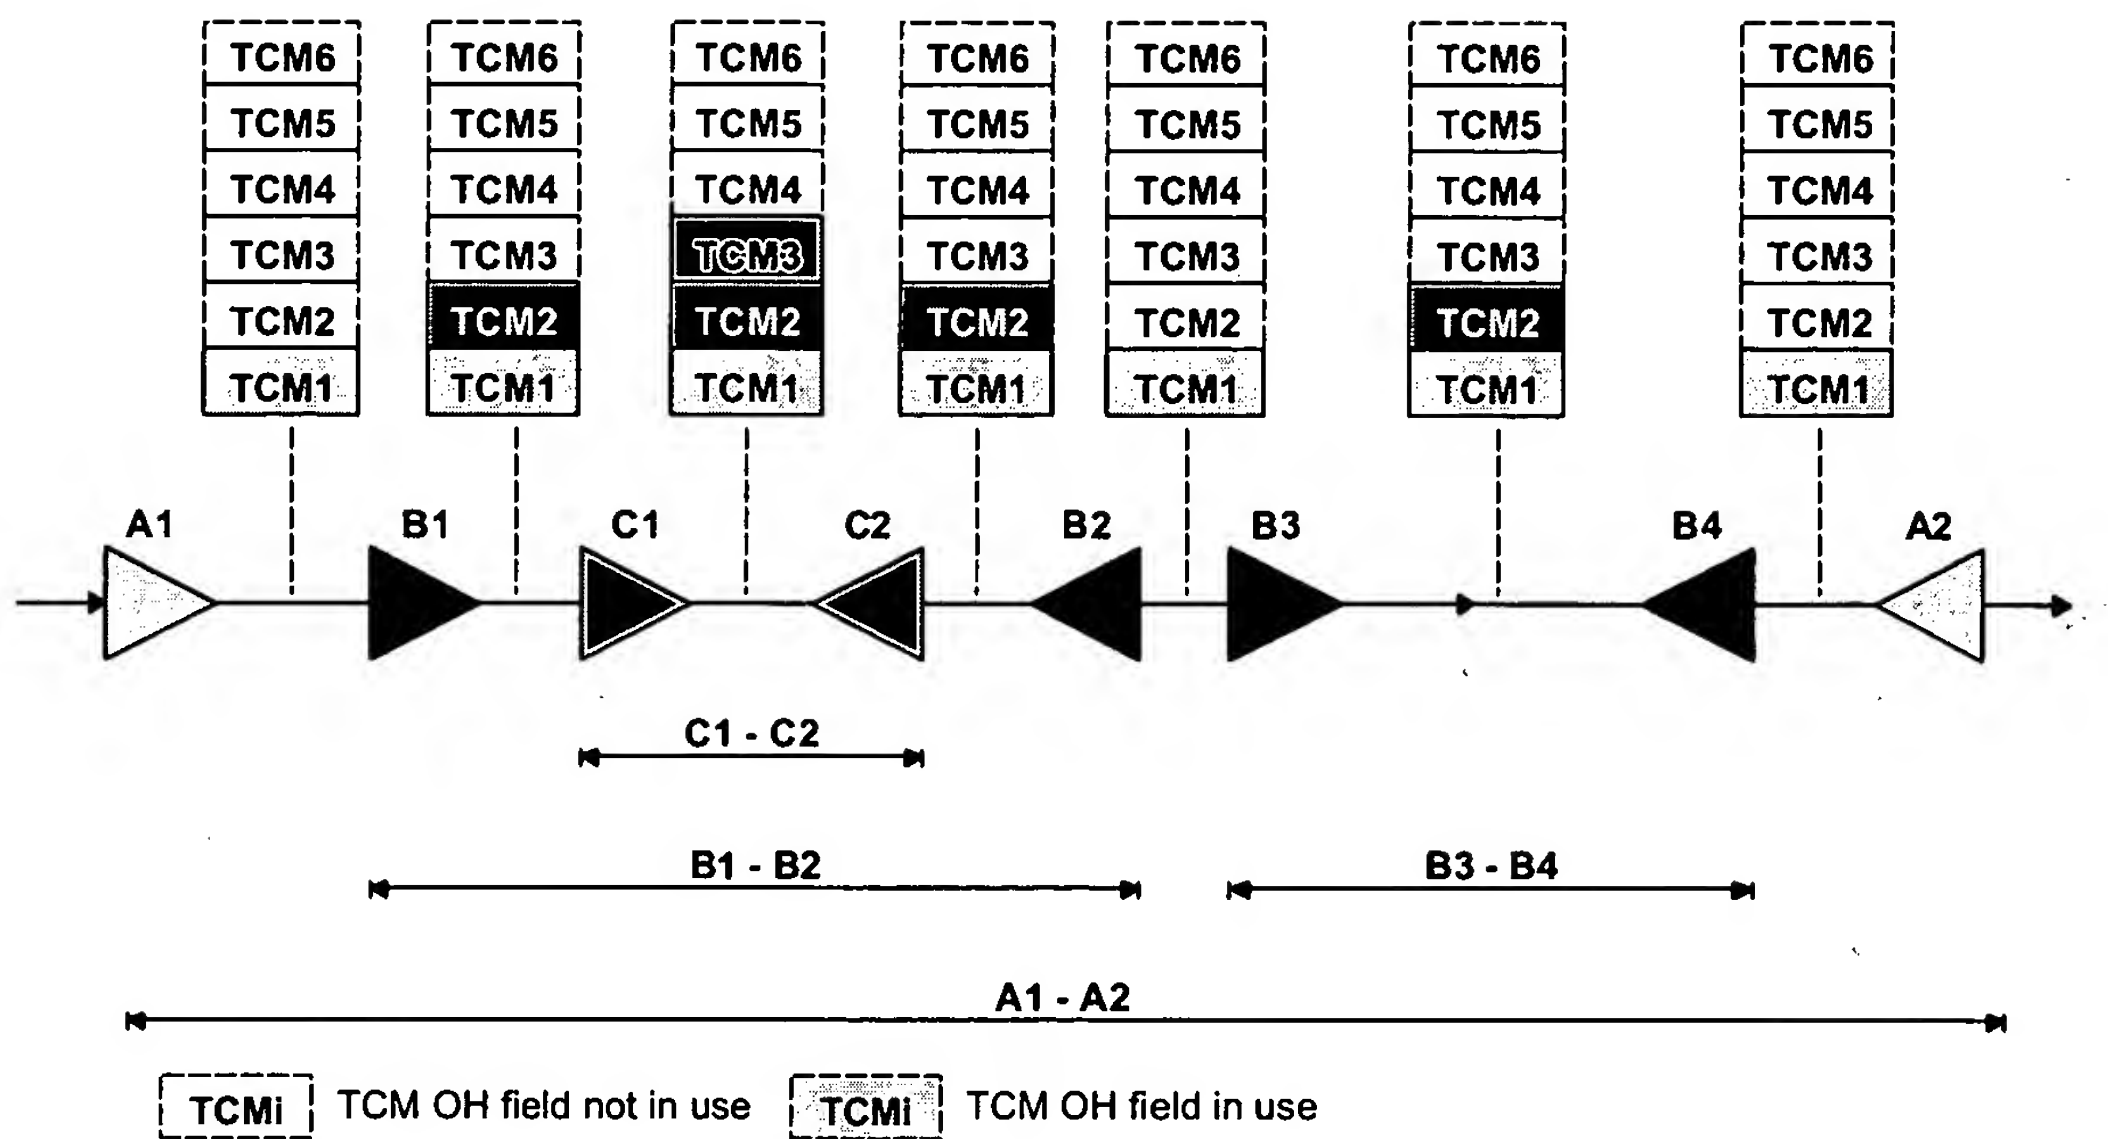 TCM6 TCM6 TCM6 TCM6 TCM6 TCM6 TCM6
TCM5 TCM5 TCM5 TCM5 TCM5 TCM5 TCM5
TCM4 TCM4 TCM4 TCM4 TCM4 TCM4 TCM4
TCM3 TCM3 TCM3 TCM3 TCM3 TCM3 TCM3
TCM2 TCM2 TCM2 TCM2 TCM2 TCM2 TCM2
TCM1 TCM1 TCM1 TCM1 TCM1 TCM1 TCM1
A1 B1 C1 C2 B2 B3 B4 A2
C1 - C2
B1 - B2 B3 - B4
A1 - A2
TCMi TCM OH field not in use TCMi TCM OH field in use